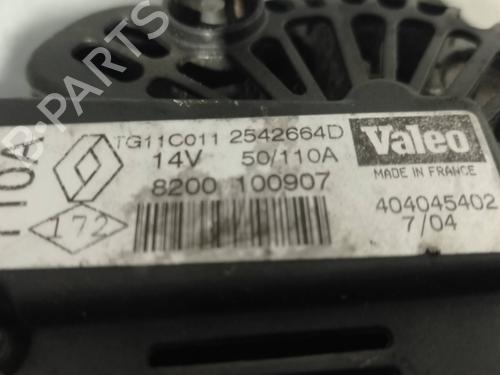 TG11C011 2542664D
14V 50/110A
8200 100907
Valeo
MADE IN FRANCE
404045402
7/04
110A
172
B-PARTS